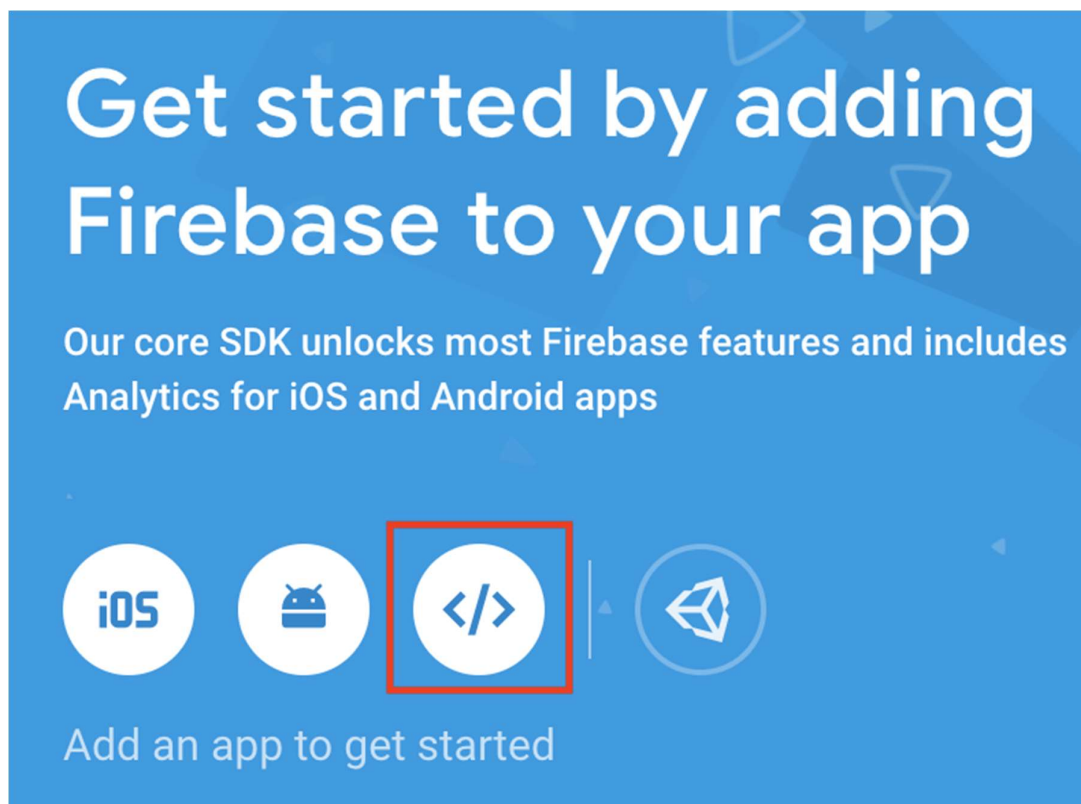 Get started by adding
Firebase to your app
Our core SDK unlocks most Firebase features and includes
Analytics for iOS and Android apps
iOS
</>
Add an app to get started